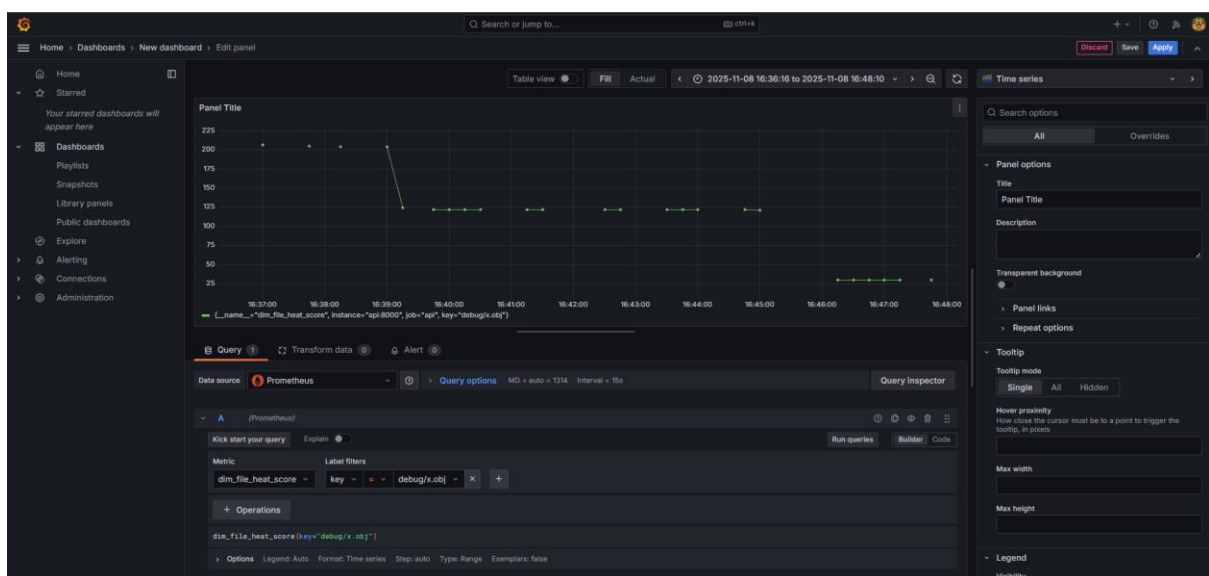 Search or jump to...
ctrl+k
Home › Dashboards › New dashboard › Edit panel
Discard
Save
Apply
Home
Starred
Your starred dashboards will
appear here
Dashboards
Playlists
Snapshots
Library panels
Public dashboards
Explore
Alerting
Connections
Administration
Table view
Fill
Actual
2025-11-08 16:36:16 to 2025-11-08 16:48:10
Panel Title
225
200
175
150
125
100
75
50
25
16:37:00 16:38:00 16:39:00 16:40:00 16:41:00 16:42:00 16:43:00 16:44:00 16:45:00 16:46:00 16:47:00 16:48:00
{__name__="dim_file_heat_score", instance="api:8000", job="api", key="debug/x.obj"}
Query 1
Transform data 0
Alert 0
Data source
Prometheus
Query options
MD = auto = 1314
Interval = 15s
Query inspector
A (Prometheus)
Kick start your query
Explain
Run queries
Builder
Code
Metric
Label filters
dim_file_heat_score
key
=
debug/x.obj
+ Operations
dim_file_heat_score{key="debug/x.obj"}
Options Legend: Auto Format: Time series Step: auto Type: Range Exemplars: false
Time series
Search options
All
Overrides
Panel options
Title
Panel Title
Description
Transparent background
Panel links
Repeat options
Tooltip
Tooltip mode
Single
All
Hidden
Hover proximity
How close the cursor must be to a point to trigger the
tooltip, in pixels
Max width
Max height
Legend
Visibility